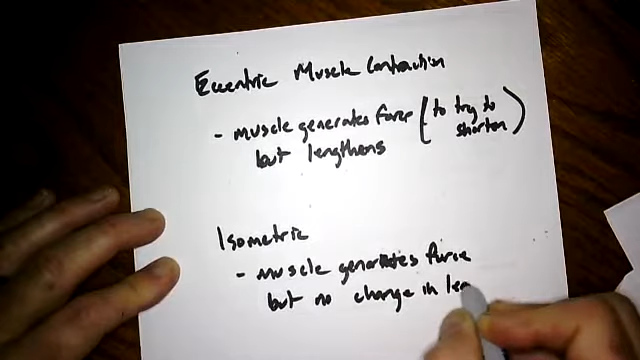 Eccentric Muscle Contraction
- muscle generates force (to try to
but lengthens shorten)
Isometric
- muscle generates force
but no change in leng